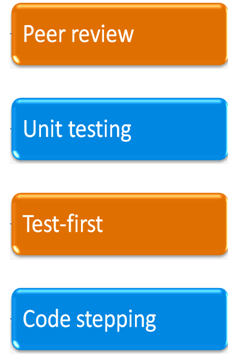 Peer review
Unit testing
Test-first
Code stepping